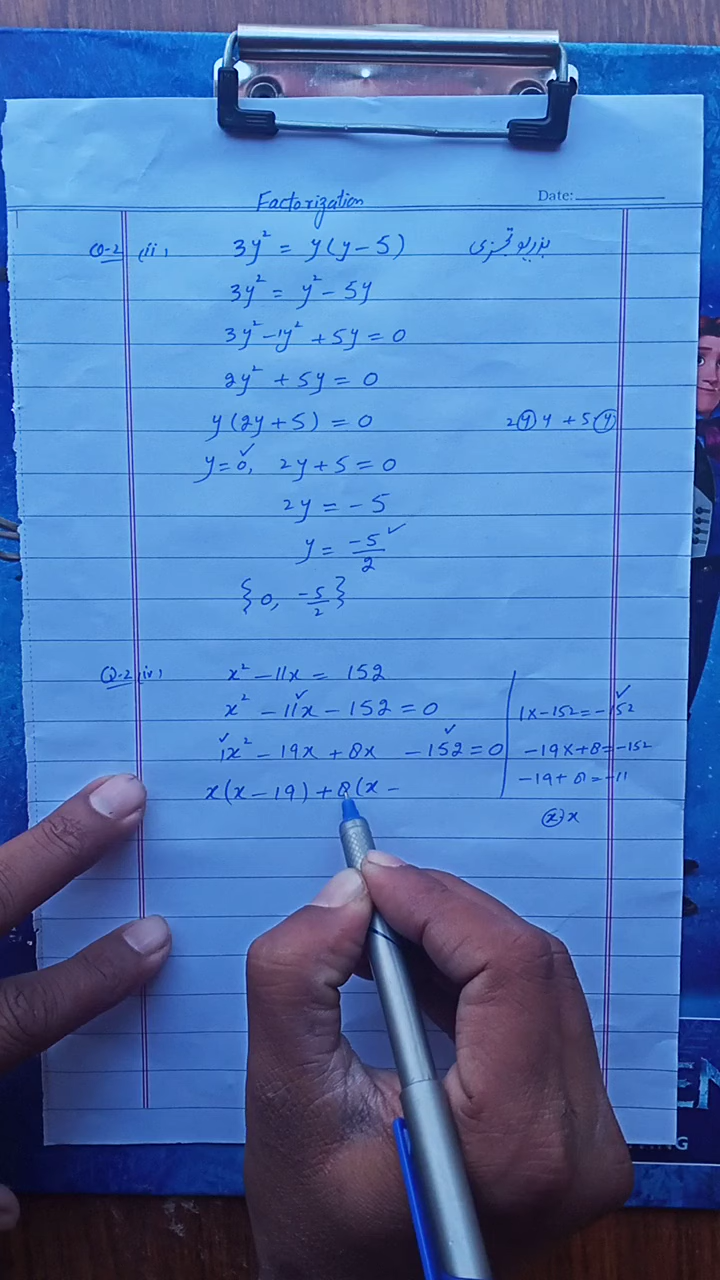 Factorization
Date:
Q-2 (ii) 3y² = y(y-5) بذریعہ تجزی
3y² = y² - 5y
3y² - 1y² + 5y = 0
2y² + 5y = 0
y(2y+5) = 0 2yy + 5y
y=0, 2y+5 = 0
2y = -5
y = -5/2
{0, -5/2}
Q-2 (iv) x² - 11x = 152
x² - 11x - 152 = 0 1x-152=-152
1x² - 19x + 8x - 152 = 0 -19x+8=-152
-19+8=-11
x(x-19) + 8(x -
x x